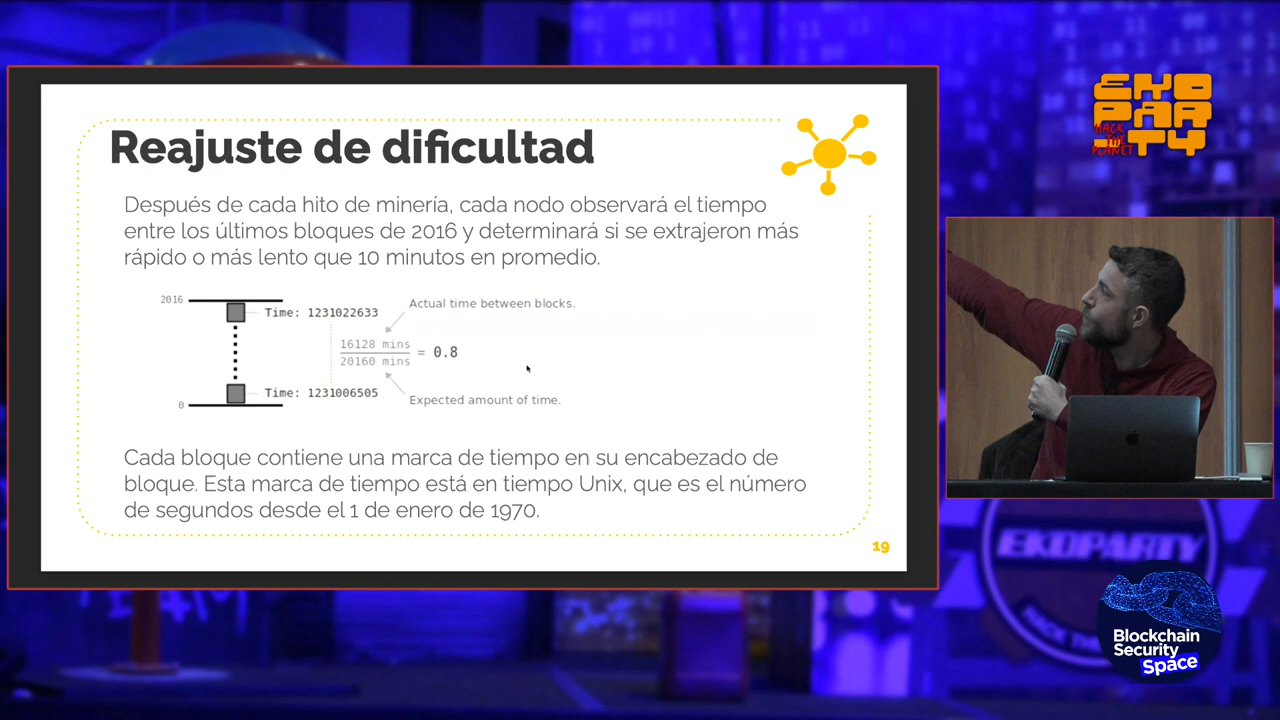 Reajuste de dificultad
Después de cada hito de minería, cada nodo observará el tiempo
entre los últimos bloques de 2016 y determinará si se extrajeron más
rápido o más lento que 10 minutos en promedio.
2016
Time: 1231022633
Actual time between blocks.
16128 mins
20160 mins
= 0.8
0
Time: 1231006505
Expected amount of time.
Cada bloque contiene una marca de tiempo en su encabezado de
bloque. Esta marca de tiempo está en tiempo Unix, que es el número
de segundos desde el 1 de enero de 1970.
19
EKO
PAR
TY
HACK
THE
PLANET
EKOPARTY
Blockchain
Security
Space